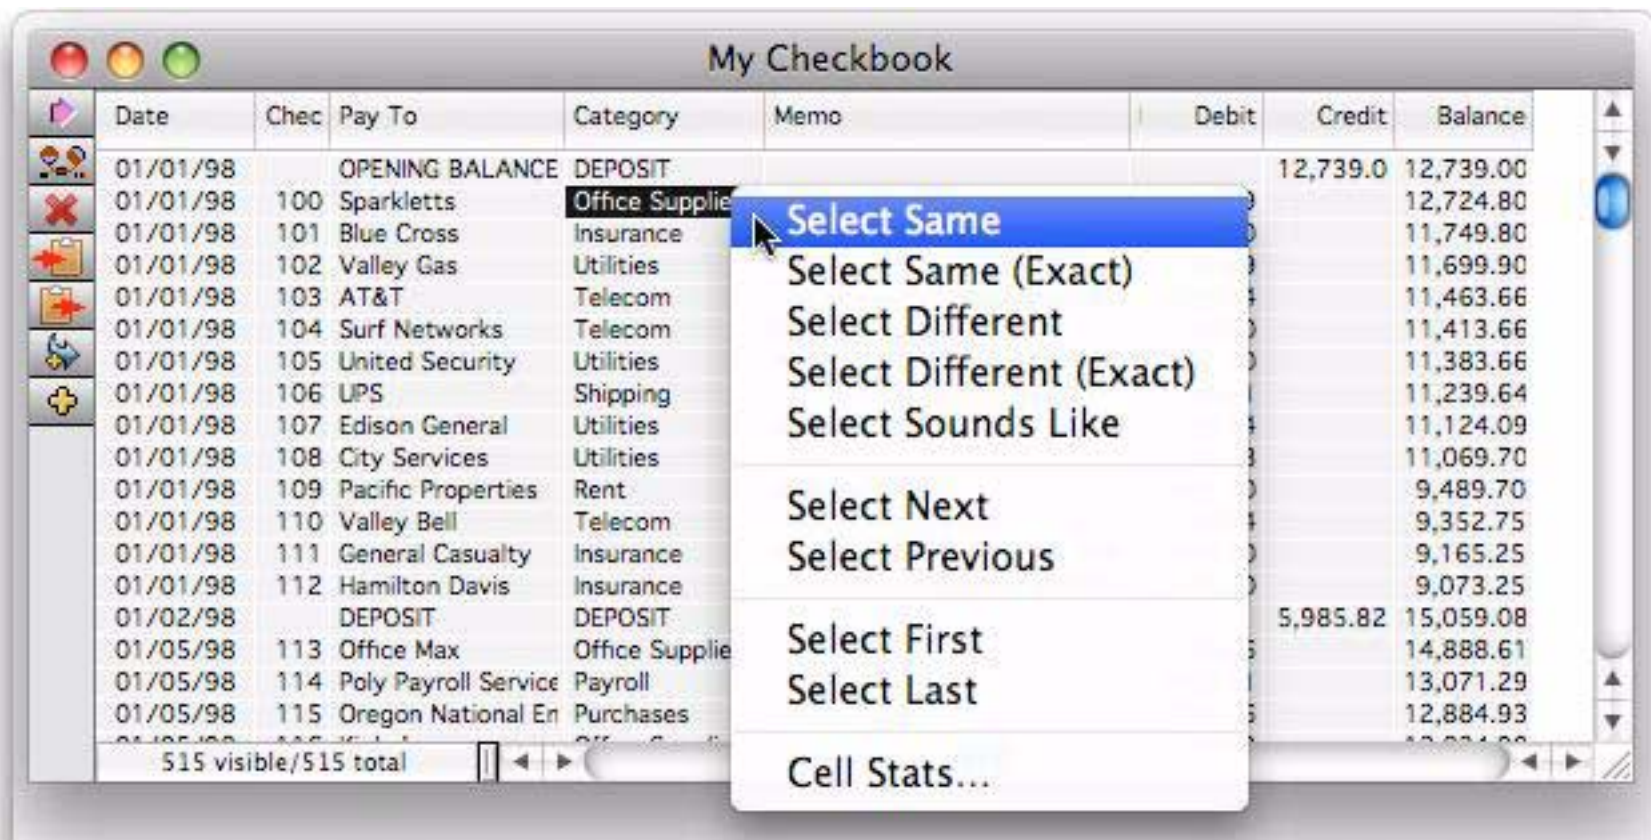 My Checkbook
Date Chec Pay To Category Memo Debit Credit Balance
01/01/98 OPENING BALANCE DEPOSIT 12,739.0 12,739.00
01/01/98 100 Sparkletts Office Supplie 12,724.80
01/01/98 101 Blue Cross Insurance 11,749.80
01/01/98 102 Valley Gas Utilities 11,699.90
01/01/98 103 AT&T Telecom 11,463.66
01/01/98 104 Surf Networks Telecom 11,413.66
01/01/98 105 United Security Utilities 11,383.66
01/01/98 106 UPS Shipping 11,239.64
01/01/98 107 Edison General Utilities 11,124.09
01/01/98 108 City Services Utilities 11,069.70
01/01/98 109 Pacific Properties Rent 9,489.70
01/01/98 110 Valley Bell Telecom 9,352.75
01/01/98 111 General Casualty Insurance 9,165.25
01/01/98 112 Hamilton Davis Insurance 9,073.25
01/02/98 DEPOSIT DEPOSIT 5,985.82 15,059.08
01/05/98 113 Office Max Office Supplie 14,888.61
01/05/98 114 Poly Payroll Service Payroll 13,071.29
01/05/98 115 Oregon National En Purchases 12,884.93
515 visible/515 total
Select Same
Select Same (Exact)
Select Different
Select Different (Exact)
Select Sounds Like
Select Next
Select Previous
Select First
Select Last
Cell Stats...